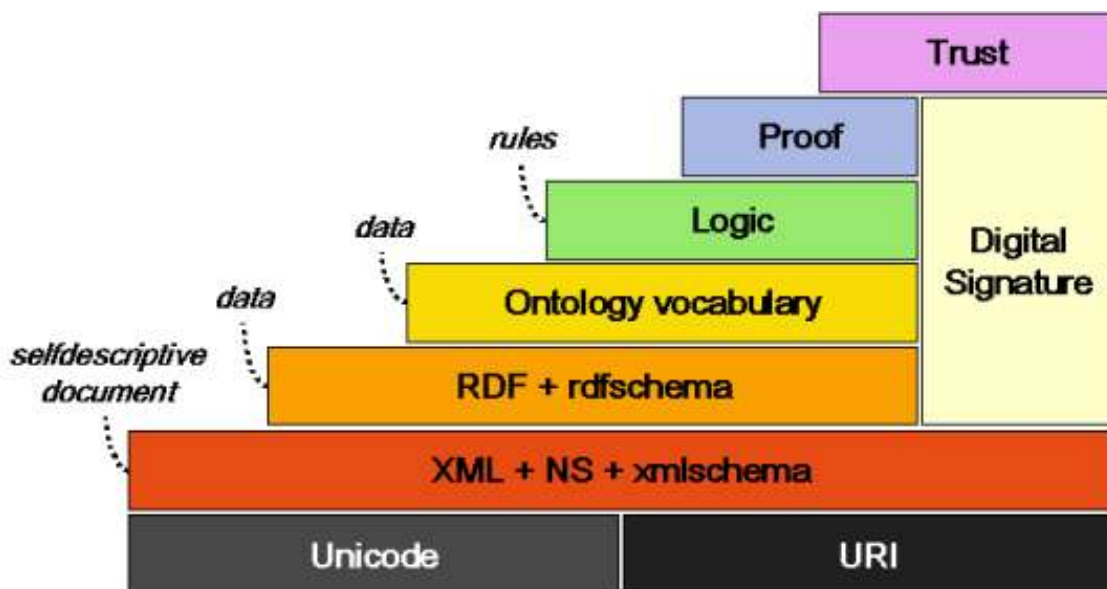 Trust
Proof
rules
Logic
Digital
Signature
data
Ontology vocabulary
data
RDF + rdfschema
selfdescriptive
document
XML + NS + xmlschema
Unicode
URI